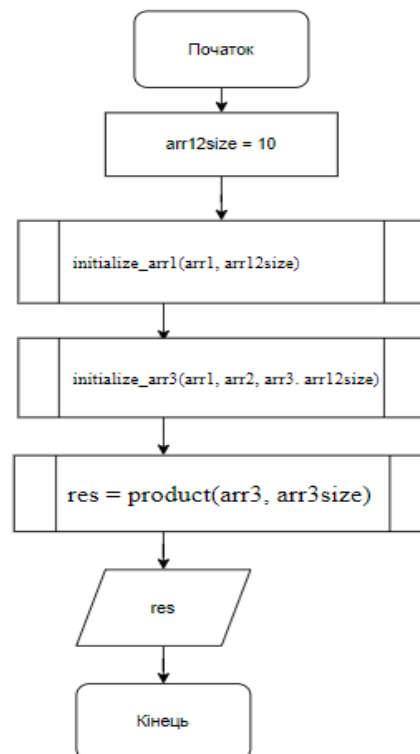 Початок
arr12size = 10
initialize_arr1(arr1, arr12size)
initialize_arr3(arr1, arr2, arr3. arr12size)
res = product(arr3, arr3size)
res
Кінець